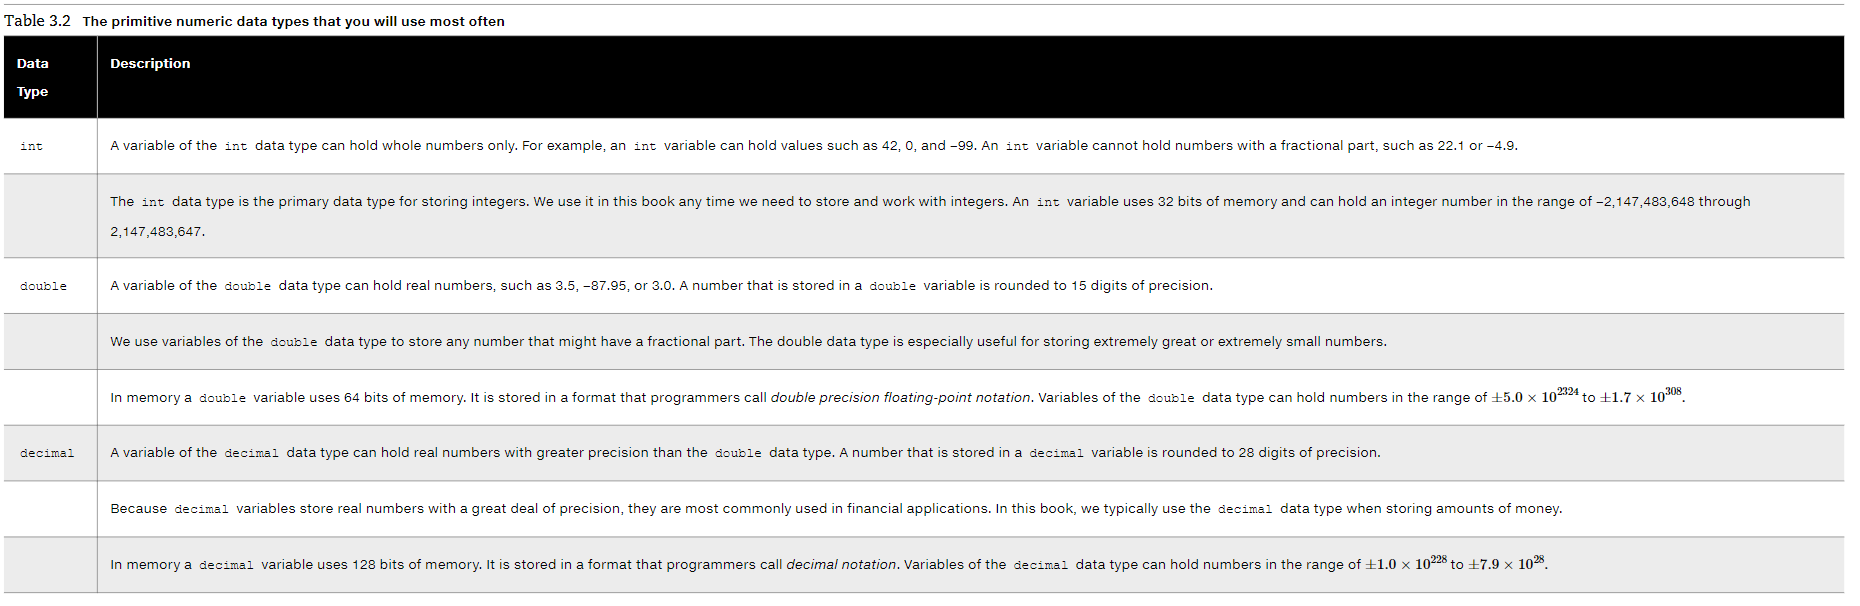 Table 3.2 The primitive numeric data types that you will use most often
Data
Type
Description
int
A variable of the int data type can hold whole numbers only. For example, an int variable can hold values such as 42, 0, and −99. An int variable cannot hold numbers with a fractional part, such as 22.1 or −4.9.
The int data type is the primary data type for storing integers. We use it in this book any time we need to store and work with integers. An int variable uses 32 bits of memory and can hold an integer number in the range of −2,147,483,648 through
2,147,483,647.
double
A variable of the double data type can hold real numbers, such as 3.5, −87.95, or 3.0. A number that is stored in a double variable is rounded to 15 digits of precision.
We use variables of the double data type to store any number that might have a fractional part. The double data type is especially useful for storing extremely great or extremely small numbers.
In memory a double variable uses 64 bits of memory. It is stored in a format that programmers call double precision floating-point notation. Variables of the double data type can hold numbers in the range of ±5.0 × 10²³²⁴ to ±1.7 × 10³⁰⁸.
decimal
A variable of the decimal data type can hold real numbers with greater precision than the double data type. A number that is stored in a decimal variable is rounded to 28 digits of precision.
Because decimal variables store real numbers with a great deal of precision, they are most commonly used in financial applications. In this book, we typically use the decimal data type when storing amounts of money.
In memory a decimal variable uses 128 bits of memory. It is stored in a format that programmers call decimal notation. Variables of the decimal data type can hold numbers in the range of ±1.0 × 10²²⁸ to ±7.9 × 10²⁸.